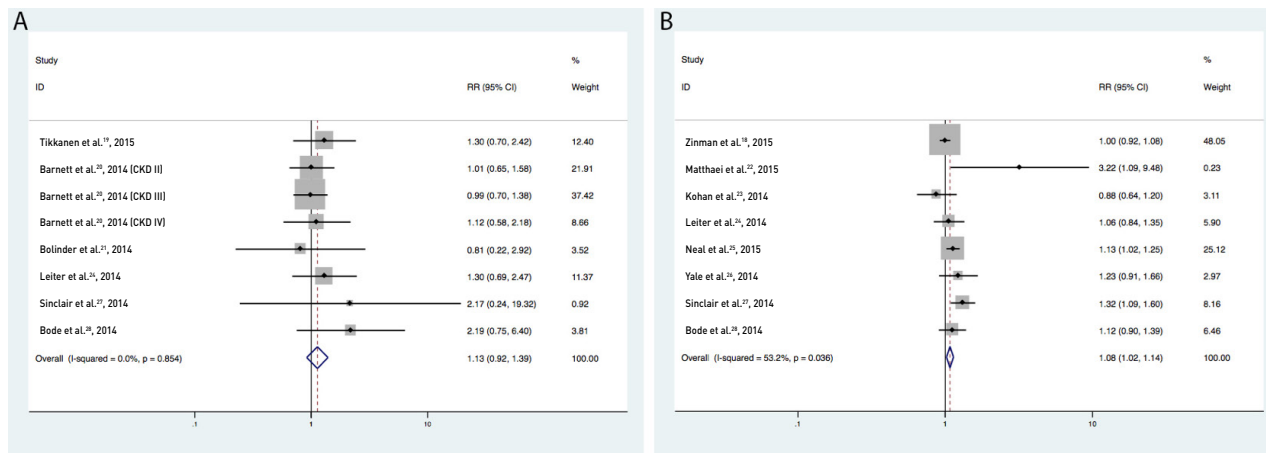 A
Study %
ID RR (95% CI) Weight
Tikkanen et al.¹⁹, 2015 1.30 (0.70, 2.42) 12.40
Barnett et al.²⁰, 2014 (CKD II) 1.01 (0.65, 1.58) 21.91
Barnett et al.²⁰, 2014 (CKD III) 0.99 (0.70, 1.38) 37.42
Barnett et al.²⁰, 2014 (CKD IV) 1.12 (0.58, 2.18) 8.66
Bolinder et al.²¹, 2014 0.81 (0.22, 2.92) 3.52
Leiter et al.²⁴, 2014 1.30 (0.69, 2.47) 11.37
Sinclair et al.²⁷, 2014 2.17 (0.24, 19.32) 0.92
Bode et al.²⁸, 2014 2.19 (0.75, 6.40) 3.81
Overall (I-squared = 0.0%, p = 0.854) 1.13 (0.92, 1.39) 100.00
.1 1 10
B
Study %
ID RR (95% CI) Weight
Zinman et al.¹⁸, 2015 1.00 (0.92, 1.08) 48.05
Matthaei et al.²², 2015 3.22 (1.09, 9.48) 0.23
Kohan et al.²³, 2014 0.88 (0.64, 1.20) 3.11
Leiter et al.²⁴, 2014 1.06 (0.84, 1.35) 5.90
Neal et al.²⁵, 2015 1.13 (1.02, 1.25) 25.12
Yale et al.²⁶, 2014 1.23 (0.91, 1.66) 2.97
Sinclair et al.²⁷, 2014 1.32 (1.09, 1.60) 8.16
Bode et al.²⁸, 2014 1.12 (0.90, 1.39) 6.46
Overall (I-squared = 53.2%, p = 0.036) 1.08 (1.02, 1.14) 100.00
.1 1 10